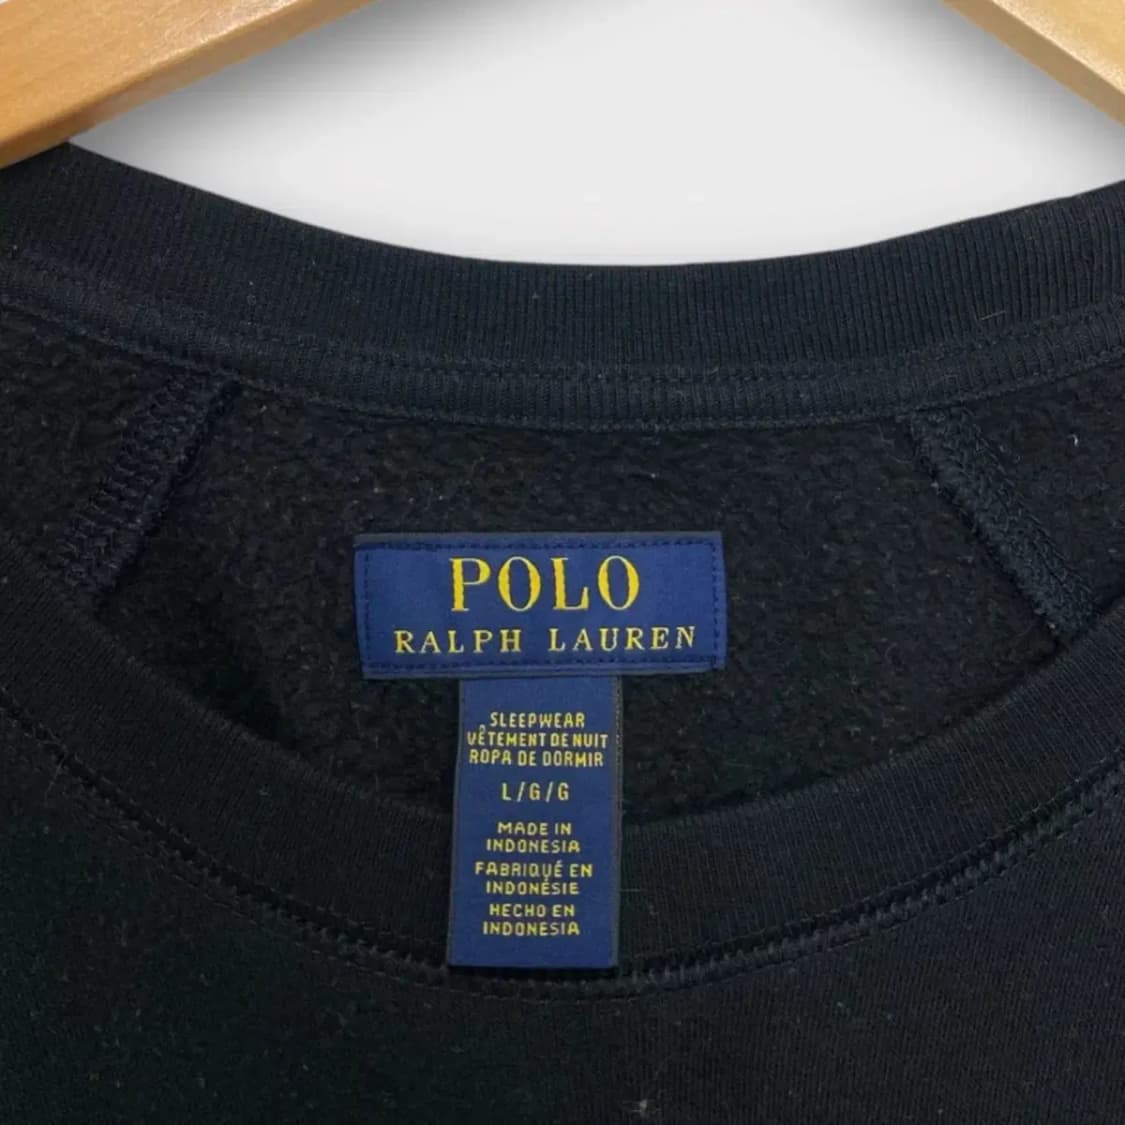 POLO
RALPH LAUREN
SLEEPWEAR
VÊTEMENT DE NUIT
ROPA DE DORMIR
L/G/G
MADE IN
INDONESIA
FABRIQUÉ EN
INDONÉSIE
HECHO EN
INDONESIA